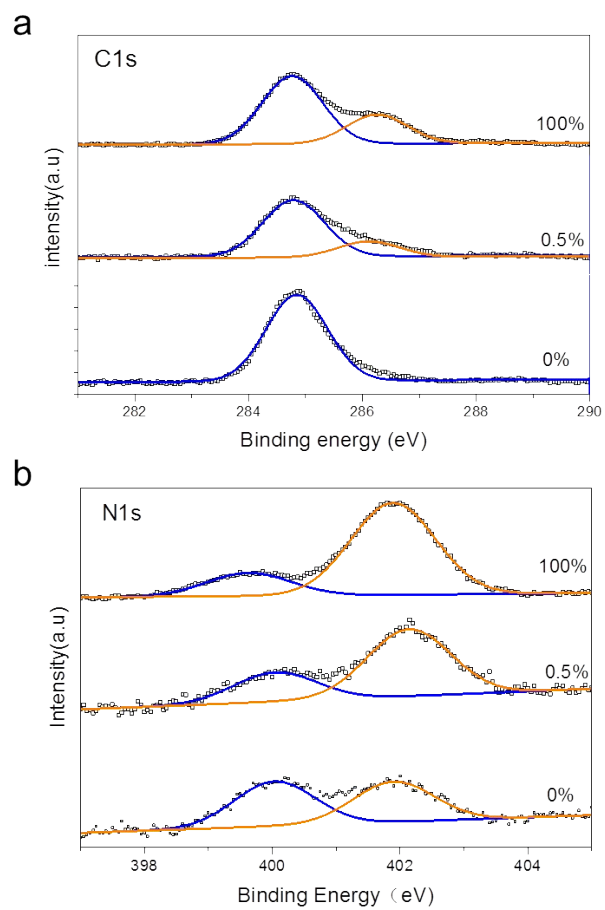 a
C1s
100%
0.5%
0%
intensity(a.u)
282 284 286 288 290
Binding energy (eV)
b
N1s
100%
0.5%
0%
Intensity(a.u)
398 400 402 404
Binding Energy（eV)